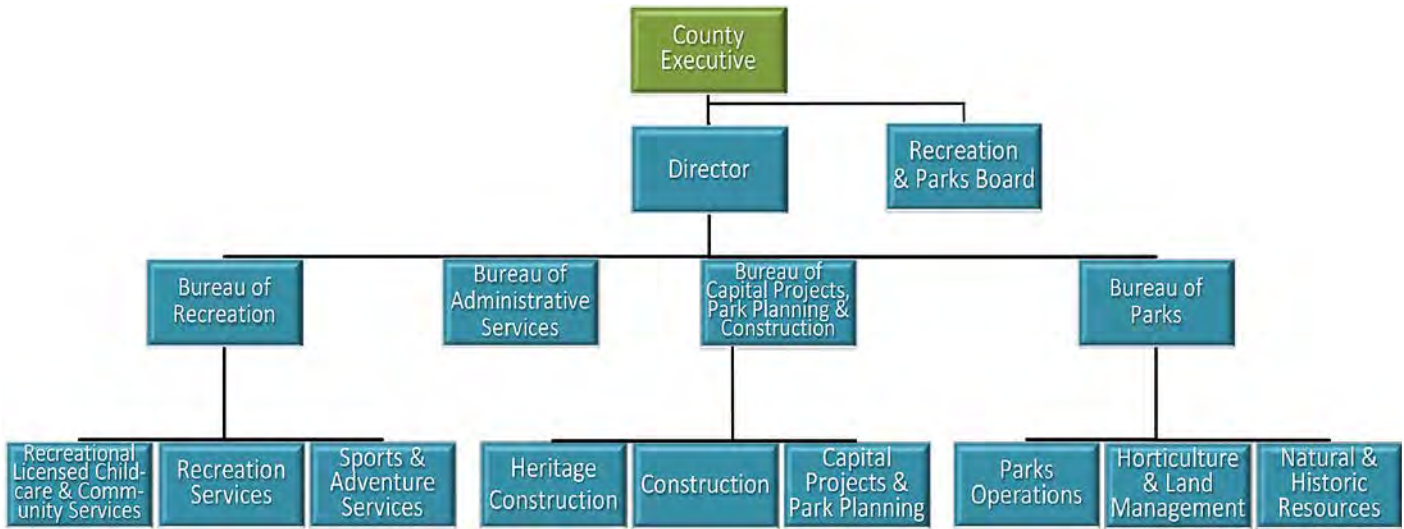 County
Executive
Director
Recreation
& Parks Board
Bureau of
Recreation
Bureau of
Administrative
Services
Bureau of
Capital Projects,
Park Planning &
Construction
Bureau of
Parks
Recreational
Licensed Child-
care & Comm-
unity Services
Recreation
Services
Sports &
Adventure
Services
Heritage
Construction
Construction
Capital
Projects &
Park Planning
Parks
Operations
Horticulture
& Land
Management
Natural &
Historic
Resources